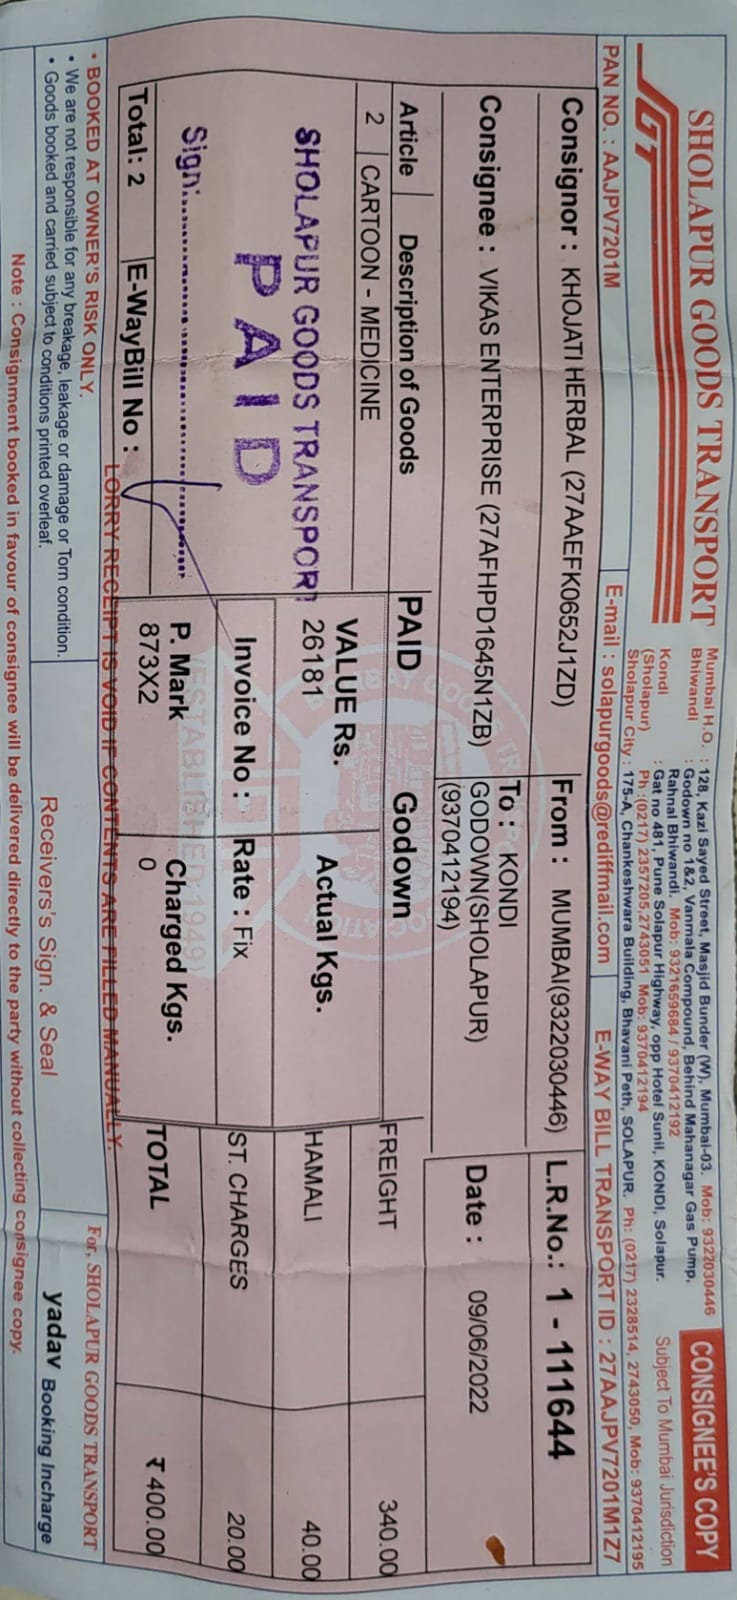 SHOLAPUR GOODS TRANSPORT
SGT
Mumbai H.O. : 128, Kazi Sayed Street, Masjid Bunder (W), Mumbai-03. Mob: 9322030446
Bhiwandi : Godown no 1&2, Vanmala Compound, Behind Mahanagar Gas Pump,
Rahnal Bhiwandi. Mob: 9321659684 / 9370412192
Kondi : Gat no 481, Pune Solapur Highway, opp Hotel Sunil, KONDI, Solapur.
(Sholapur) Ph :(0217) 2357205,2743051 Mob: 9370412194
Sholapur City : 175-A, Chankeshwara Building, Bhavani Peth, SOLAPUR. Ph: (0217) 2328514, 2743050, Mob: 9370412195
CONSIGNEE'S COPY
Subject To Mumbai Jurisdiction
PAN NO. : AAJPV7201M E-mail : solapurgoods@rediffmail.com E-WAY BILL TRANSPORT ID : 27AAJPV7201M1Z7
Consignor : KHOJATI HERBAL (27AAEFK0652J1ZD) From : MUMBAI(9322030446) L.R.No.: 1 - 111644
Consignee : VIKAS ENTERPRISE (27AFHPD1645N1ZB) To : KONDI
GODOWN(SHOLAPUR)
(9370412194)
Date : 09/06/2022
Article Description of Goods PAID Godown FREIGHT 340.00
2 CARTOON - MEDICINE VALUE Rs. Actual Kgs.
26181
HAMALI 40.00
SHOLAPUR GOODS TRANSPORT
PAID
Sign:
Invoice No : Rate : Fix ST. CHARGES 20.00
P. Mark Charged Kgs.
873X2 0
TOTAL ₹400.00
Total: 2 E-WayBill No :
(ESTABLISHED:1949)
LORRY RECEIPT IS VOID IF CONTENTS ARE FILLED MANUALLY.
• BOOKED AT OWNER'S RISK ONLY.
• We are not responsible for any breakage, leakage or damage or Torn condition.
• Goods booked and carried subject to conditions printed overleaf.
Receivers's Sign. & Seal
For, SHOLAPUR GOODS TRANSPORT
yadav Booking Incharge
Note : Consignment booked in favour of consignee will be delivered directly to the party without collecting consignee copy.